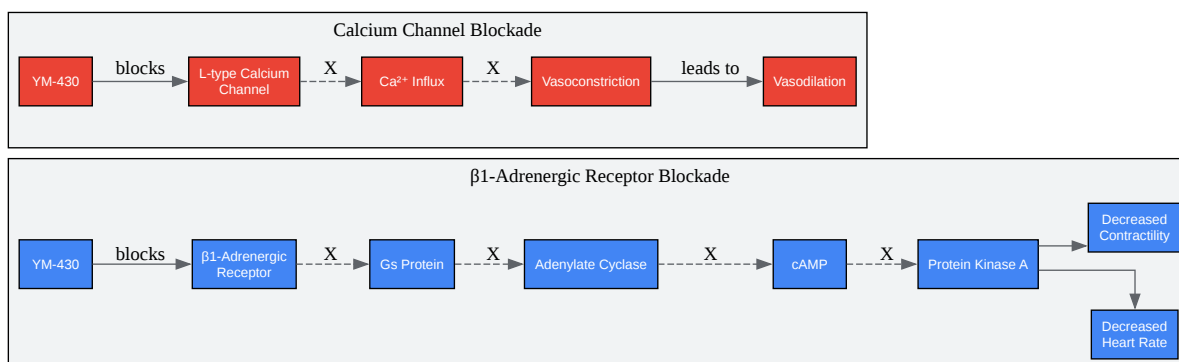 Calcium Channel Blockade
YM-430
blocks
L-type Calcium
Channel
X
Ca²⁺ Influx
X
Vasoconstriction
leads to
Vasodilation
β1-Adrenergic Receptor Blockade
YM-430
blocks
β1-Adrenergic
Receptor
X
Gs Protein
X
Adenylate Cyclase
X
cAMP
X
Protein Kinase A
Decreased
Contractility
Decreased
Heart Rate